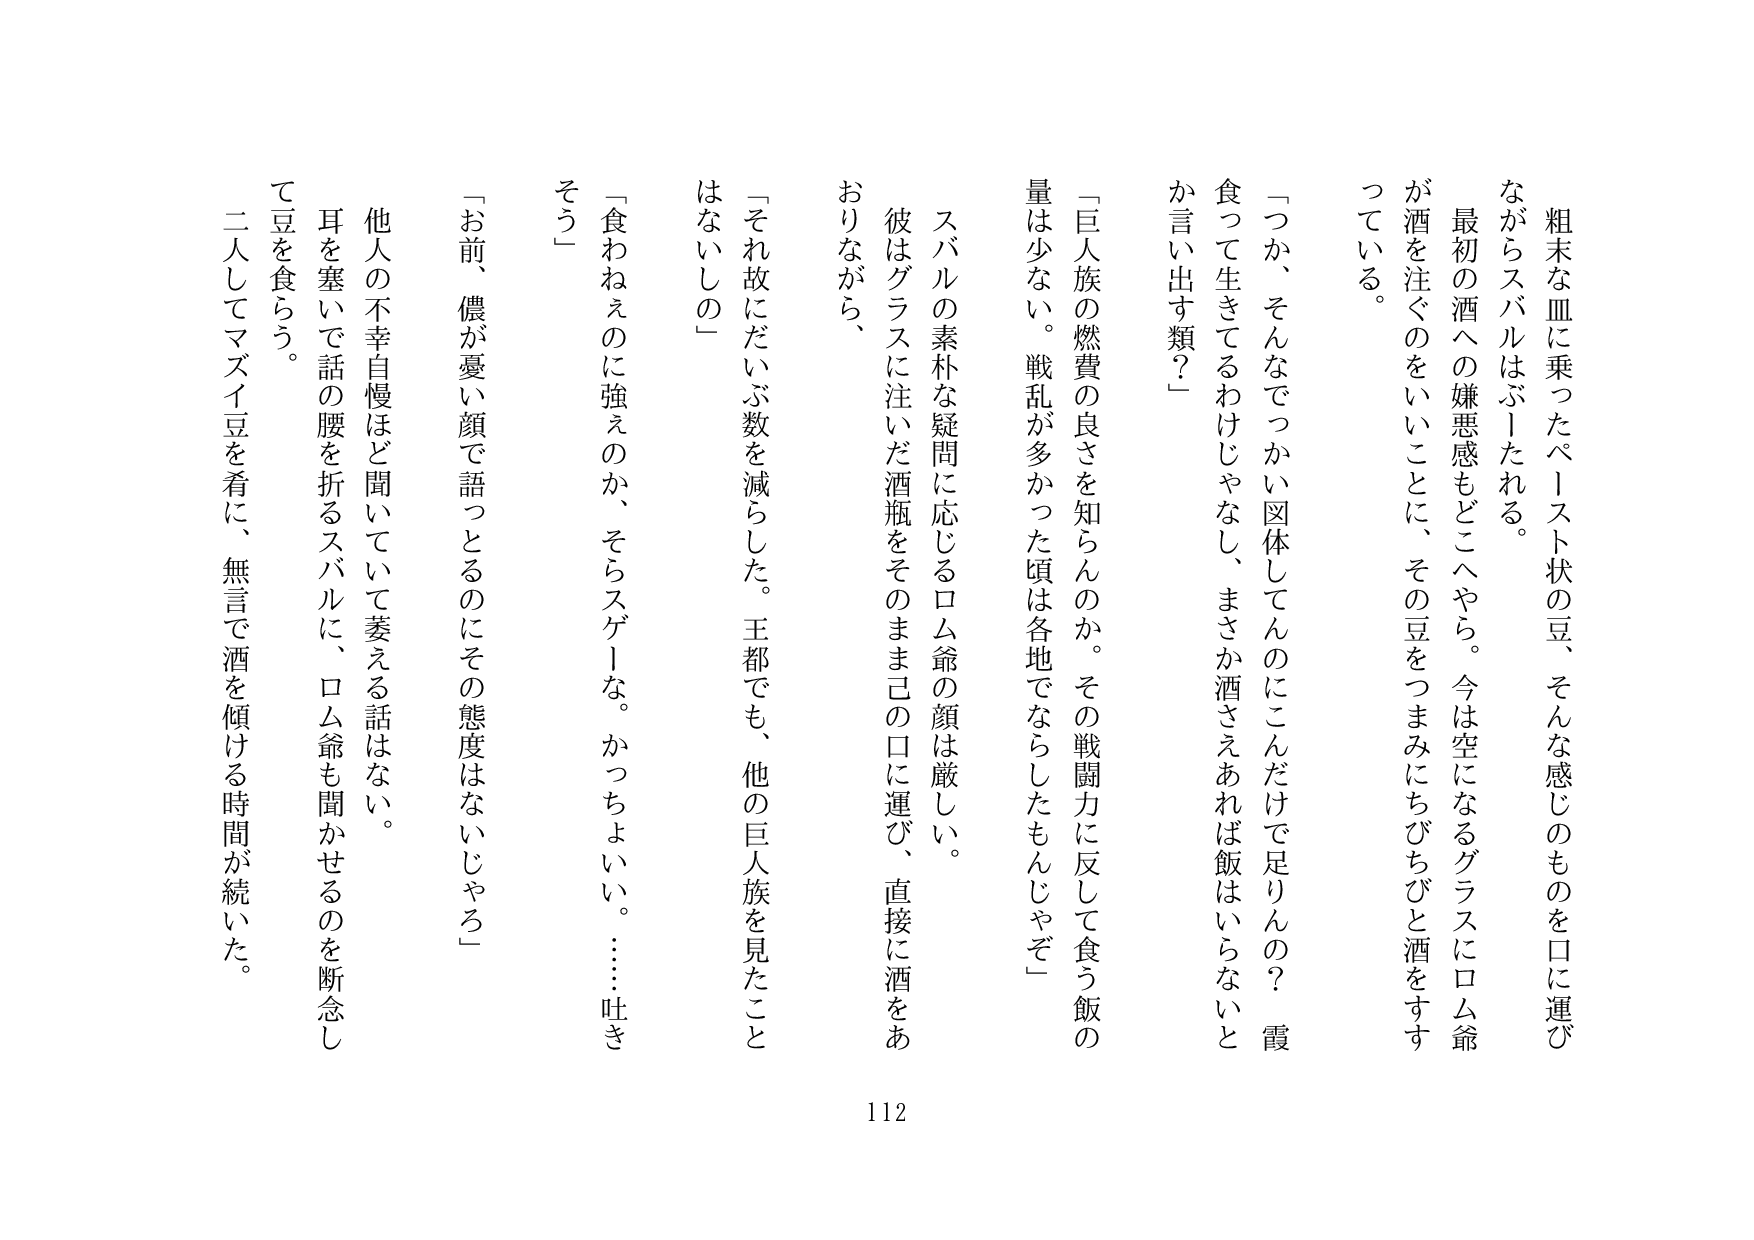 粗末な皿に乗ったペースト状の豆、そんな感じのものを口に運び
ながらスバルはぶーたれる。
　最初の酒への嫌悪感もどこへやら。今は空になるグラスにロム爺
が酒を注ぐのをいいことに、その豆をつまみにちびちびと酒をすす
っている。
「つか、そんなでっかい図体してんのにこんだけで足りんの？　霞
食って生きてるわけじゃなし、まさか酒さえあれば飯はいらないと
か言い出す類？」
「巨人族の燃費の良さを知らんのか。その戦闘力に反して食う飯の
量は少ない。戦乱が多かった頃は各地でならしたもんじゃぞ」
　スバルの素朴な疑問に応じるロム爺の顔は厳しい。
　彼はグラスに注いだ酒瓶をそのまま己の口に運び、直接に酒をあ
おりながら、
「それ故にだいぶ数を減らした。王都でも、他の巨人族を見たこと
はないしの」
「食わねぇのに強ぇのか、そらスゲーな。かっちょいい。……吐き
そう」
「お前、儂が憂い顔で語っとるのにその態度はないじゃろ」
　他人の不幸自慢ほど聞いていて萎える話はない。
　耳を塞いで話の腰を折るスバルに、ロム爺も聞かせるのを断念し
て豆を食らう。
　二人してマズイ豆を肴に、無言で酒を傾ける時間が続いた。
112